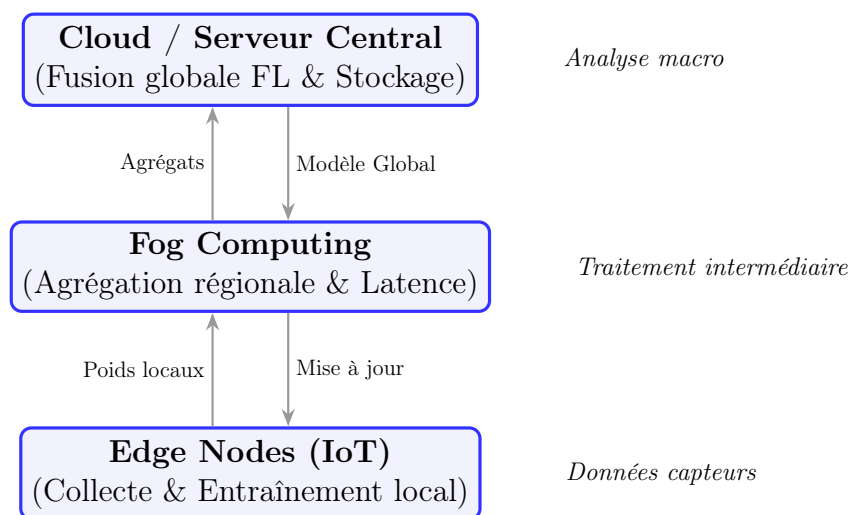 Cloud / Serveur Central
(Fusion globale FL & Stockage)
Analyse macro
Agrégats
Modèle Global
Fog Computing
(Agrégation régionale & Latence)
Traitement intermédiaire
Poids locaux
Mise à jour
Edge Nodes (IoT)
(Collecte & Entraînement local)
Données capteurs